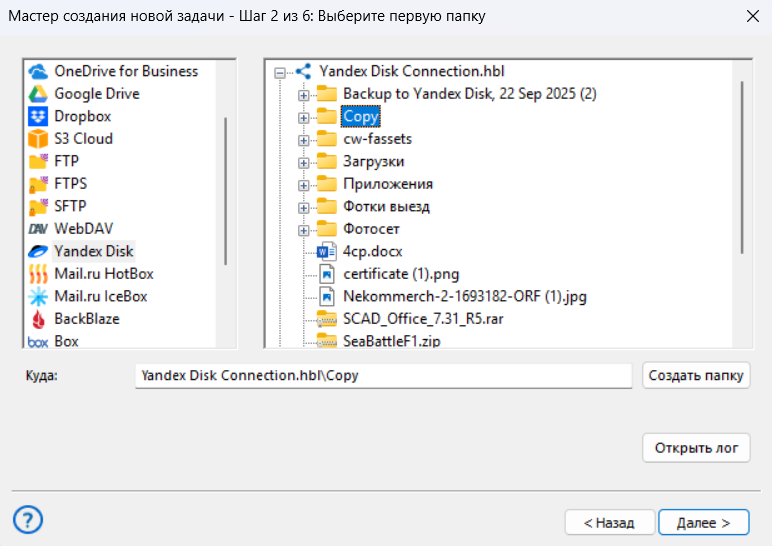 Мастер создания новой задачи - Шаг 2 из 6: Выберите первую папку
OneDrive for Business
Google Drive
Dropbox
S3 Cloud
FTP
FTPS
SFTP
DAV WebDAV
Yandex Disk
Mail.ru HotBox
Mail.ru IceBox
BackBlaze
box Box
Yandex Disk Connection.hbl
Backup to Yandex Disk, 22 Sep 2025 (2)
Copy
cw-fassets
Загрузки
Приложения
Фотки выезд
Фотосет
4cp.docx
certificate (1).png
Nekommerch-2-1693182-ORF (1).jpg
SCAD_Office_7.31_R5.rar
SeaBattleF1.zip
Куда:
Yandex Disk Connection.hbl\Copy
Создать папку
Открыть лог
?
< Назад
Далее >